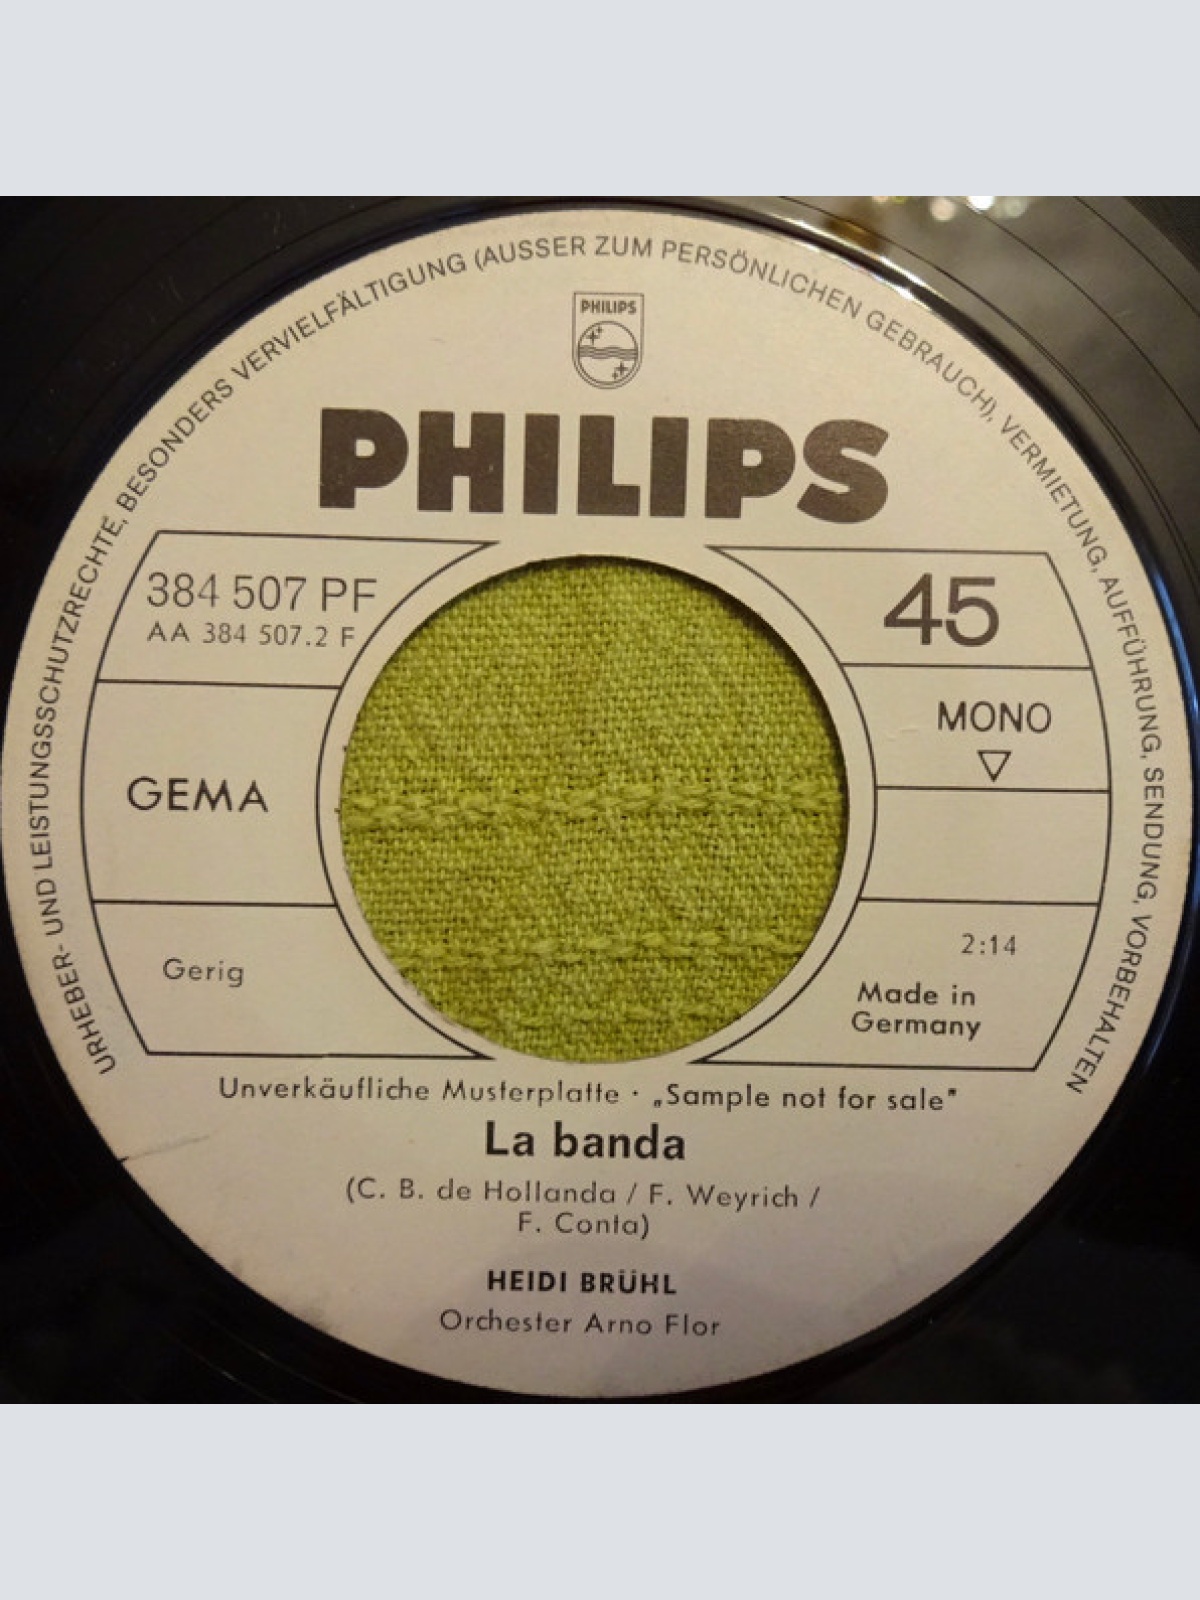 URHEBER- UND LEISTUNGSSCHUTZRECHTE, BESONDERS VERVIELFÄLTIGUNG (AUSSER ZUM PERSÖNLICHEN GEBRAUCH), VERMIETUNG, AUFFÜHRUNG, SENDUNG, VORBEHALTEN
PHILIPS
PHILIPS
384 507 PF
AA 384 507.2 F
45
MONO
GEMA
Gerig
2:14
Made in
Germany
Unverkäufliche Musterplatte · „Sample not for sale"
La banda
(C. B. de Hollanda / F. Weyrich /
F. Conta)
HEIDI BRÜHL
Orchester Arno Flor